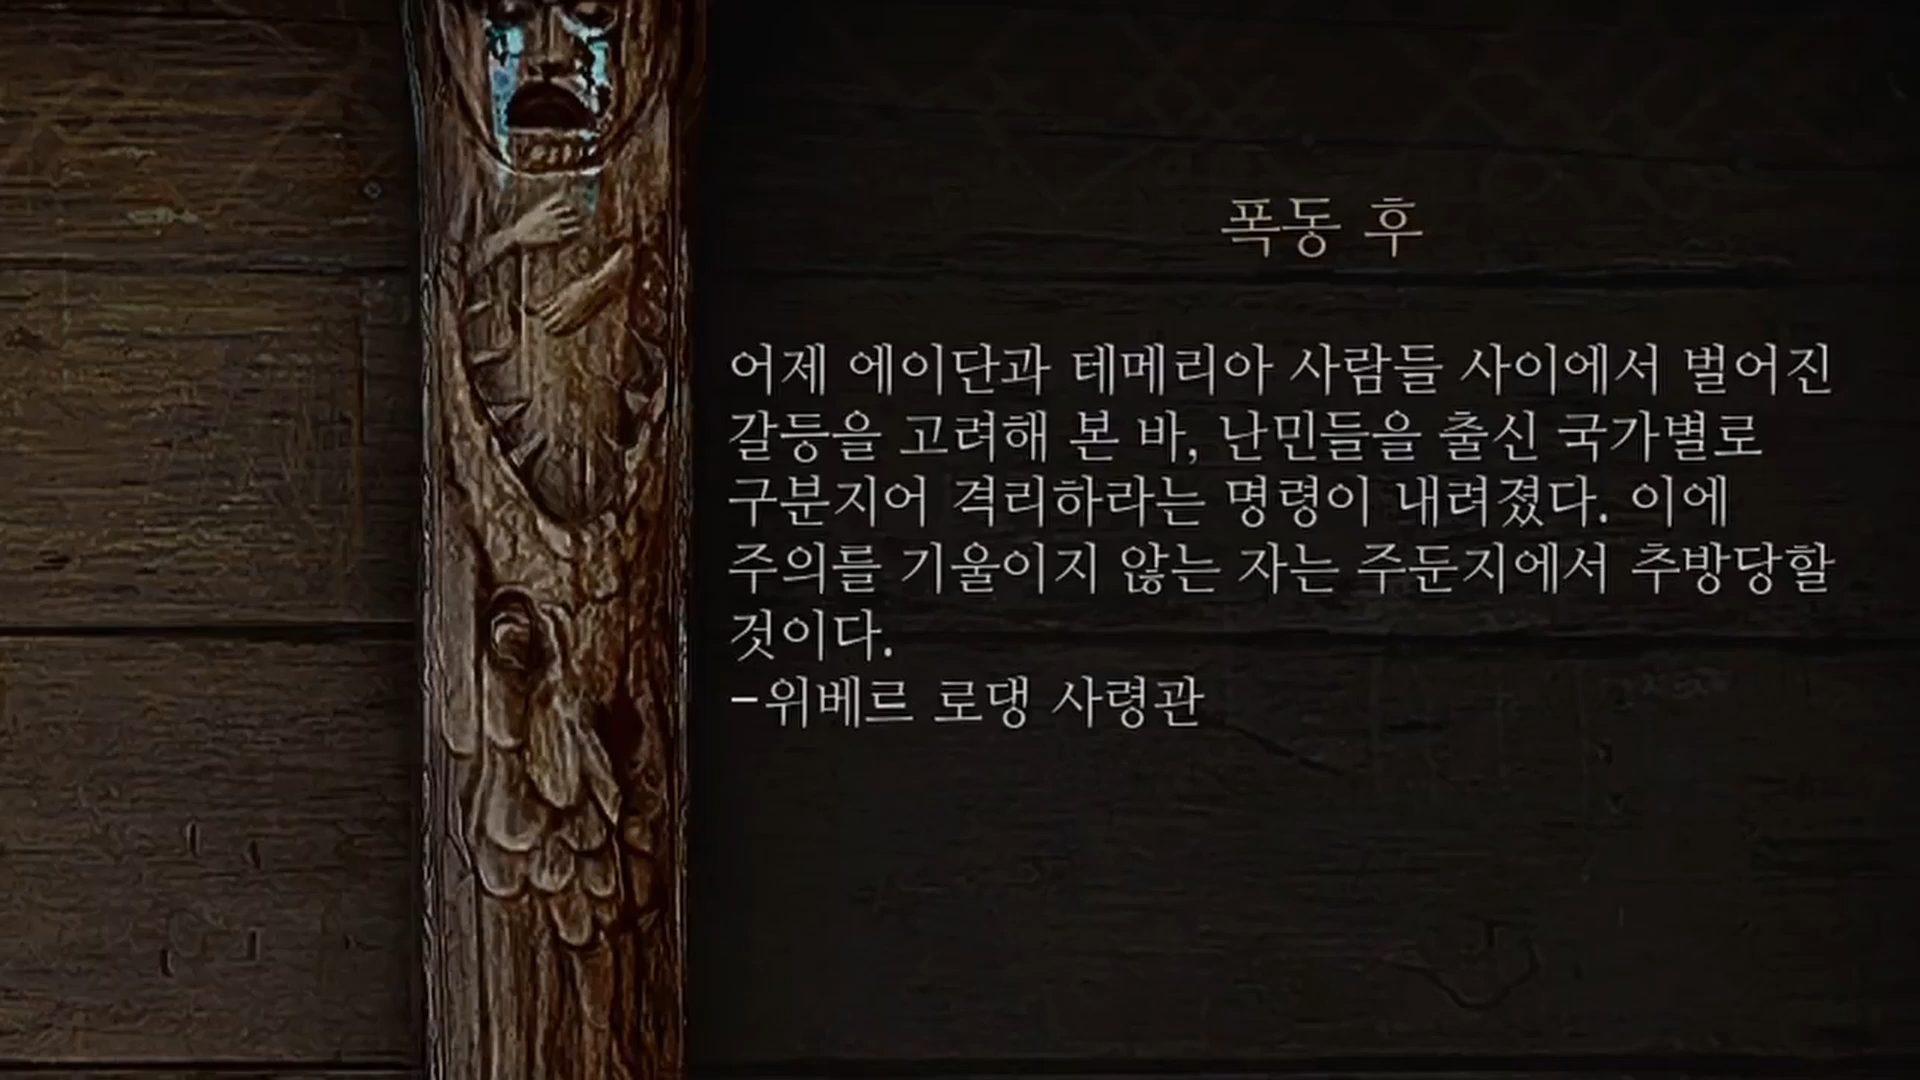 폭동 후
어제 에이단과 테메리아 사람들 사이에서 벌어진
갈등을 고려해 본 바, 난민들을 출신 국가별로
구분지어 격리하라는 명령이 내려졌다. 이에
주의를 기울이지 않는 자는 주둔지에서 추방당할
것이다.
-위베르 로댕 사령관